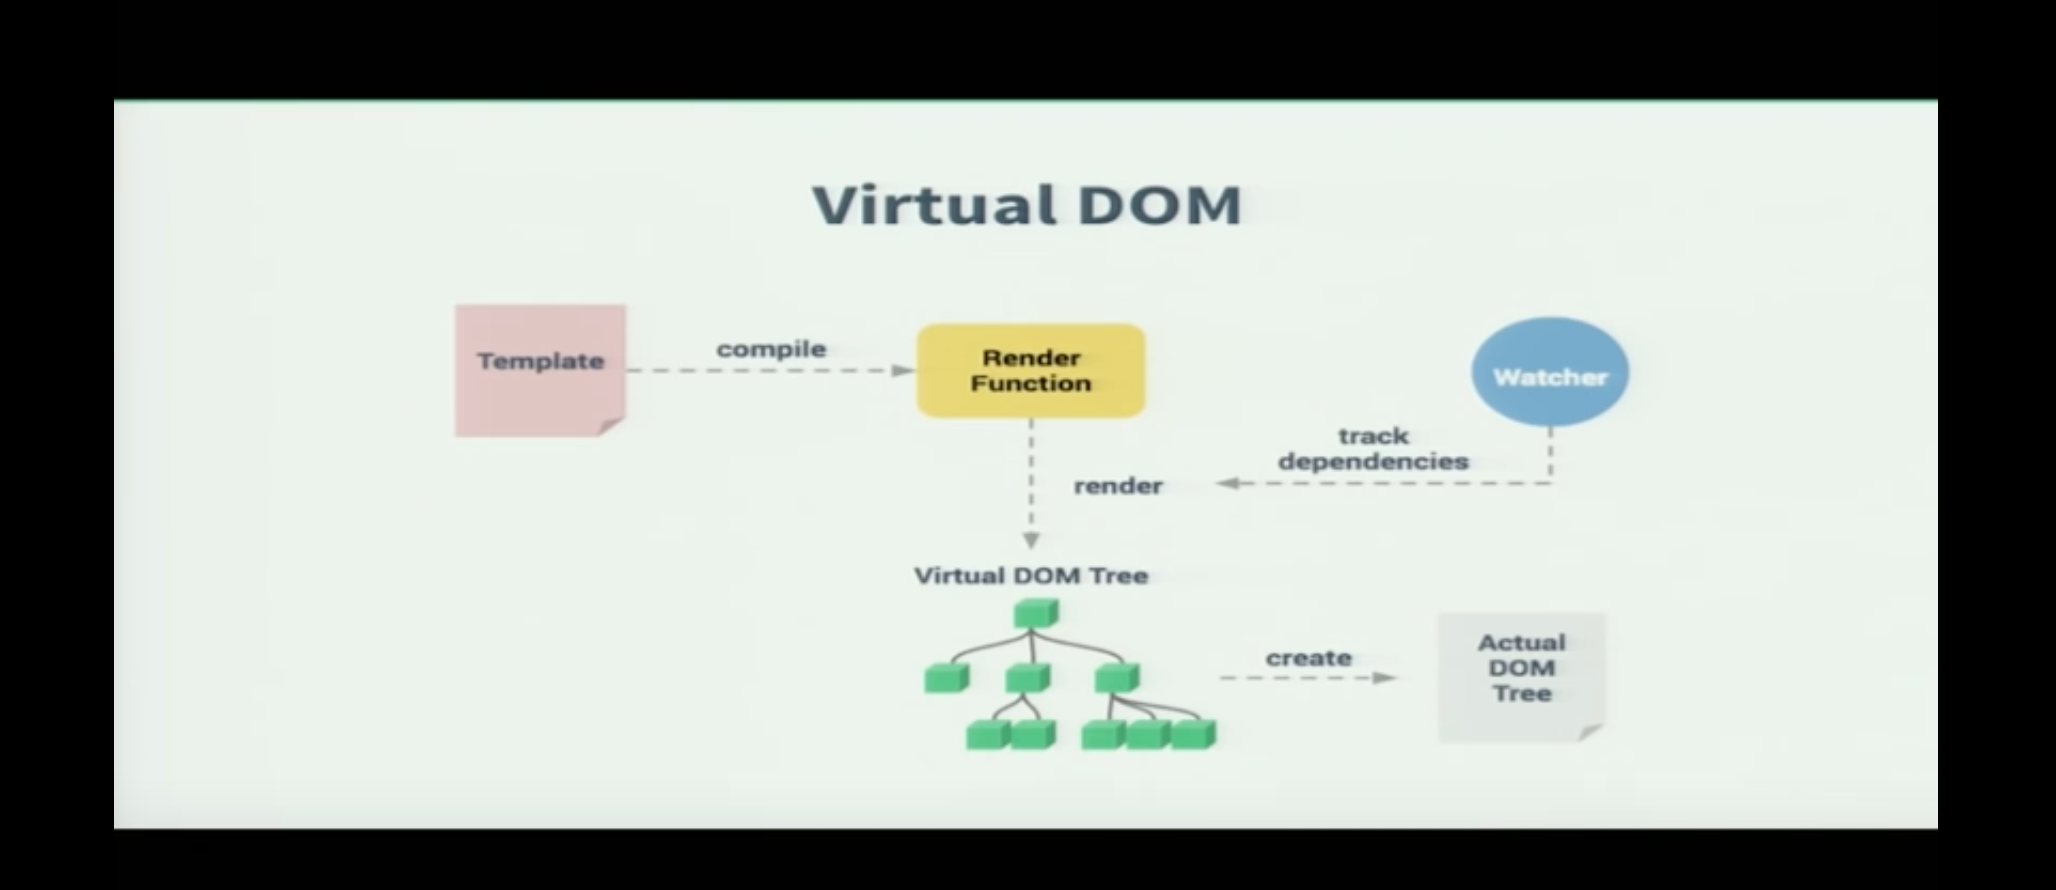 Virtual DOM
Template
compile
Render
Function
Watcher
track
dependencies
render
Virtual DOM Tree
create
Actual
DOM
Tree